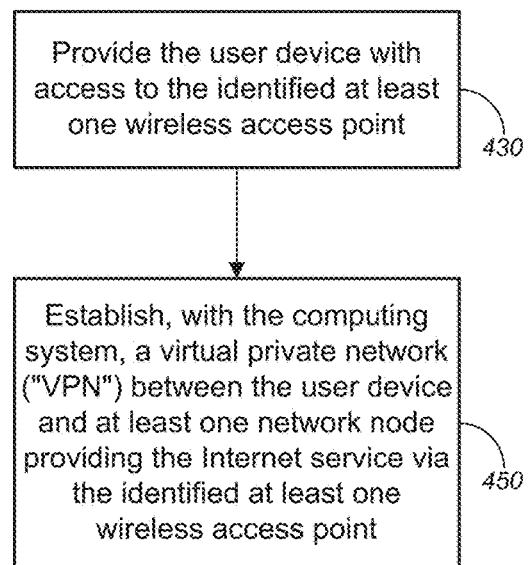 Provide the user device with
access to the identified at least
one wireless access point
430
Establish, with the computing
system, a virtual private network
("VPN") between the user device
and at least one network node
providing the Internet service via
the identified at least one
wireless access point
450